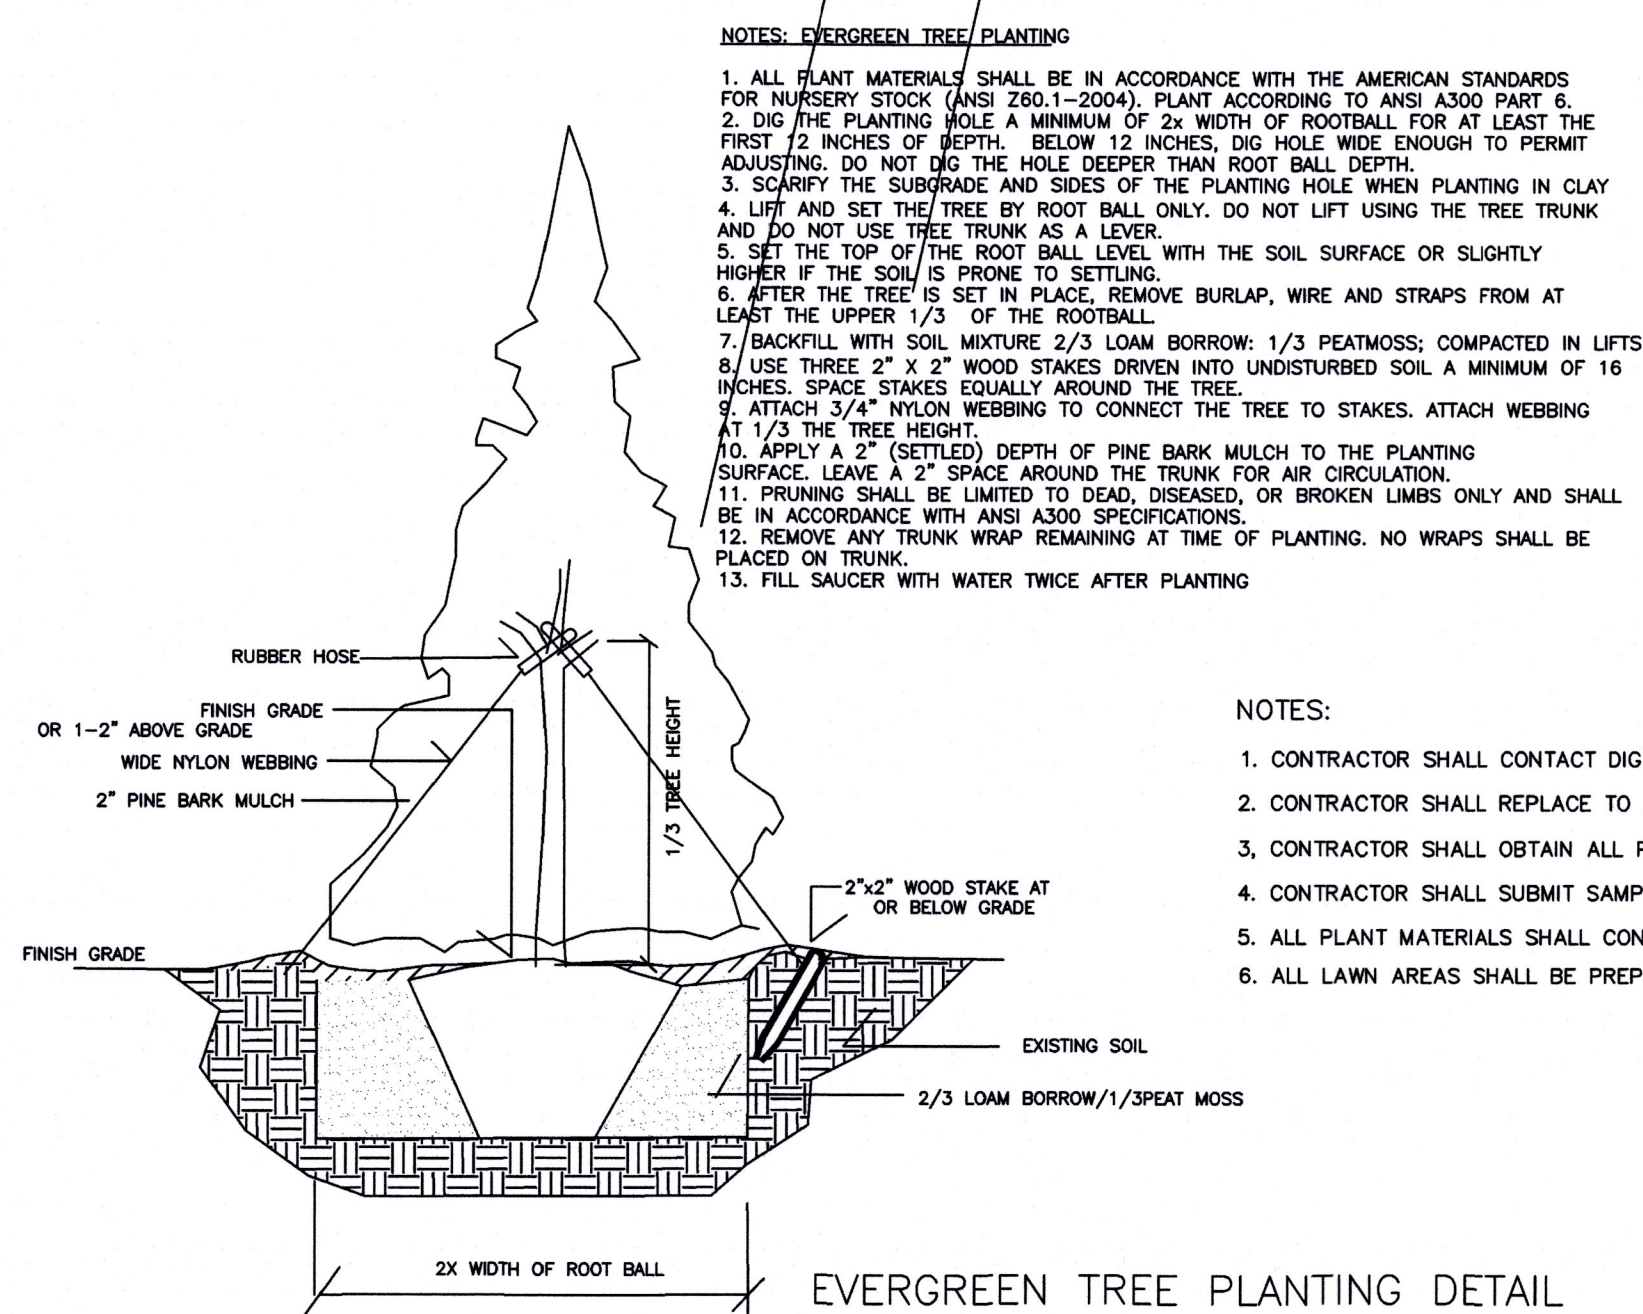 NOTES: EVERGREEN TREE PLANTING
1. ALL PLANT MATERIALS SHALL BE IN ACCORDANCE WITH THE AMERICAN STANDARDS
FOR NURSERY STOCK (ANSI Z60.1-2004). PLANT ACCORDING TO ANSI A300 PART 6.
2. DIG THE PLANTING HOLE A MINIMUM OF 2x WIDTH OF ROOTBALL FOR AT LEAST THE
FIRST 12 INCHES OF DEPTH. BELOW 12 INCHES, DIG HOLE WIDE ENOUGH TO PERMIT
ADJUSTING. DO NOT DIG THE HOLE DEEPER THAN ROOT BALL DEPTH.
3. SCARIFY THE SUBGRADE AND SIDES OF THE PLANTING HOLE WHEN PLANTING IN CLAY
4. LIFT AND SET THE TREE BY ROOT BALL ONLY. DO NOT LIFT USING THE TREE TRUNK
AND DO NOT USE TREE TRUNK AS A LEVER.
5. SET THE TOP OF THE ROOT BALL LEVEL WITH THE SOIL SURFACE OR SLIGHTLY
HIGHER IF THE SOIL IS PRONE TO SETTLING.
6. AFTER THE TREE IS SET IN PLACE, REMOVE BURLAP, WIRE AND STRAPS FROM AT
LEAST THE UPPER 1/3 OF THE ROOTBALL.
7. BACKFILL WITH SOIL MIXTURE 2/3 LOAM BORROW: 1/3 PEATMOSS; COMPACTED IN LIFTS
8. USE THREE 2" X 2" WOOD STAKES DRIVEN INTO UNDISTURBED SOIL A MINIMUM OF 16
INCHES. SPACE STAKES EQUALLY AROUND THE TREE.
9. ATTACH 3/4" NYLON WEBBING TO CONNECT THE TREE TO STAKES. ATTACH WEBBING
AT 1/3 THE TREE HEIGHT.
10. APPLY A 2" (SETTLED) DEPTH OF PINE BARK MULCH TO THE PLANTING
SURFACE. LEAVE A 2" SPACE AROUND THE TRUNK FOR AIR CIRCULATION.
11. PRUNING SHALL BE LIMITED TO DEAD, DISEASED, OR BROKEN LIMBS ONLY AND SHALL
BE IN ACCORDANCE WITH ANSI A300 SPECIFICATIONS.
12. REMOVE ANY TRUNK WRAP REMAINING AT TIME OF PLANTING. NO WRAPS SHALL BE
PLACED ON TRUNK.
13. FILL SAUCER WITH WATER TWICE AFTER PLANTING
RUBBER HOSE
FINISH GRADE
OR 1-2" ABOVE GRADE
WIDE NYLON WEBBING
2" PINE BARK MULCH
1/3 TREE HEIGHT
2"x2" WOOD STAKE AT
OR BELOW GRADE
FINISH GRADE
EXISTING SOIL
2/3 LOAM BORROW/1/3PEAT MOSS
2X WIDTH OF ROOT BALL
NOTES:
1. CONTRACTOR SHALL CONTACT DIG
2. CONTRACTOR SHALL REPLACE TO
3, CONTRACTOR SHALL OBTAIN ALL
4. CONTRACTOR SHALL SUBMIT SAMP
5. ALL PLANT MATERIALS SHALL CON
6. ALL LAWN AREAS SHALL BE PREP
EVERGREEN TREE PLANTING DETAIL